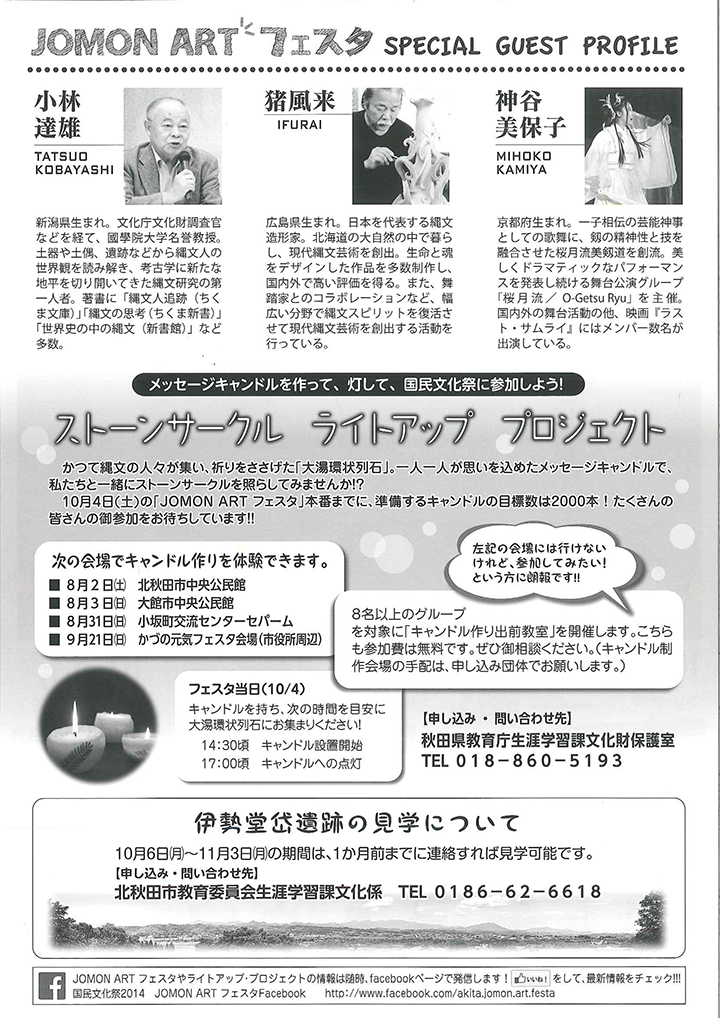 JOMON ART フェスタ SPECIAL GUEST PROFILE
小林
達雄
TATSUO
KOBAYASHI
新潟県生まれ。文化庁文化財調査官
などを経て、國學院大学名誉教授。
土器や土偶、遺跡などから縄文人の
世界観を読み解き、考古学に新たな
地平を切り開いてきた縄文研究の第
一人者。著書に「縄文人追跡（ちく
ま文庫）」「縄文の思考（ちくま新書）」
「世界史の中の縄文（新書館）」など
多数。
猪風来
IFURAI
広島県生まれ。日本を代表する縄文
造形家。北海道の大自然の中で暮ら
し、現代縄文芸術を創出。生命と魂
をデザインした作品を多数制作し、
国内外で高い評価を得る。また、舞
踏家とのコラボレーションなど、幅
広い分野で縄文スピリットを復活さ
せて現代縄文芸術を創出する活動を
行っている。
神谷
美保子
MIHOKO
KAMIYA
京都府生まれ。一子相伝の芸能神事
としての歌舞に、剱の精神性と技を
融合させた桜月流美剱道を創流。美
しくドラマティックなパフォーマン
スを発表し続ける舞台公演グループ
「桜月流／ O-Getsu Ryu」を主催。
国内外の舞台活動の他、映画『ラス
ト・サムライ』にはメンバー数名が
出演している。
メッセージキャンドルを作って、灯して、国民文化祭に参加しよう!
ストーンサークル ライトアップ プロジェクト
かつて縄文の人々が集い、祈りをささげた「大湯環状列石」。一人一人が思いを込めたメッセージキャンドルで、
私たちと一緒にストーンサークルを照らしてみませんか!?
10月4日(土)の「JOMON ART フェスタ」本番までに、準備するキャンドルの目標数は2000本！たくさんの
皆さんの御参加をお待ちしています!!
次の会場でキャンドル作りを体験できます。
■ 8月2日(土) 北秋田市中央公民館
■ 8月3日(日) 大館市中央公民館
■ 8月31日(日) 小坂町交流センターセパーム
■ 9月21日(日) かづの元気フェスタ会場（市役所周辺）
左記の会場には行けない
けれど、参加してみたい！
という方に朗報です!!
8名以上のグループ
を対象に「キャンドル作り出前教室」を開催します。こちら
も参加費は無料です。ぜひ御相談ください。（キャンドル制
作会場の手配は、申し込み団体でお願いします。）
フェスタ当日（10/4）
キャンドルを持ち、次の時間を目安に
大湯環状列石にお集まりください!
14:30頃 キャンドル設置開始
17:00頃 キャンドルへの点灯
【申し込み・問い合わせ先】
秋田県教育庁生涯学習課文化財保護室
TEL 018-860-5193
伊勢堂岱遺跡の見学について
10月6日(月)～11月3日(月)の期間は、1か月前までに連絡すれば見学可能です。
【申し込み・問い合わせ先】
北秋田市教育委員会生涯学習課文化係 TEL 0186-62-6618
JOMON ART フェスタやライトアップ・プロジェクトの情報は随時、facebookページで発信します！ いいね! をして、最新情報をチェック!!!
国民文化祭2014 JOMON ART フェスタFacebook http://www.facebook.com/akita.jomon.art.festa